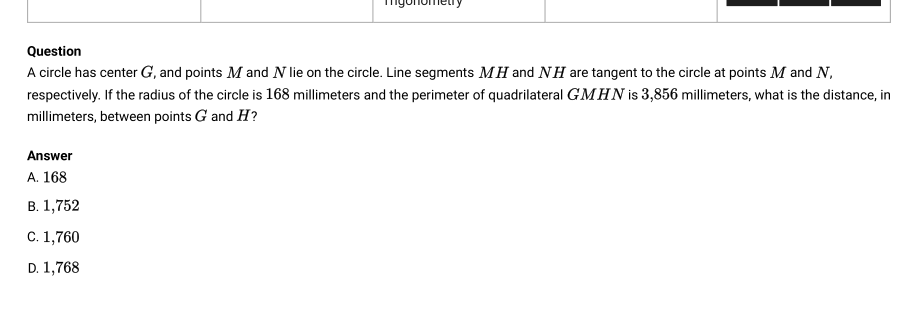 Trigonometry
Question
A circle has center G, and points M and N lie on the circle. Line segments MH and NH are tangent to the circle at points M and N,
respectively. If the radius of the circle is 168 millimeters and the perimeter of quadrilateral GMHN is 3,856 millimeters, what is the distance, in
millimeters, between points G and H?
Answer
A. 168
B. 1,752
C. 1,760
D. 1,768